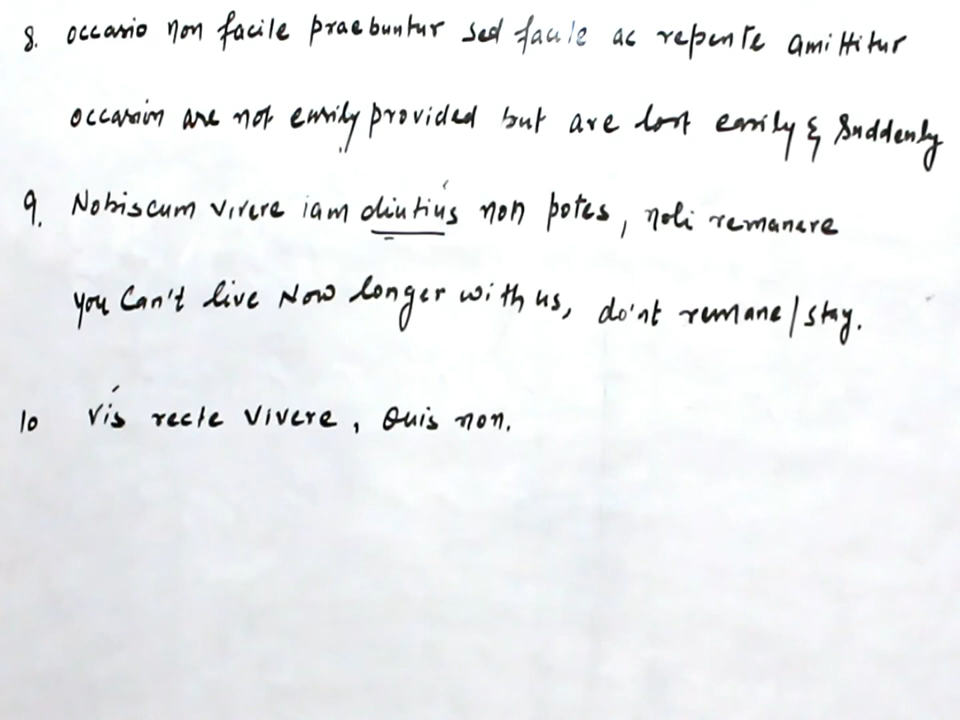 8. occasio non facile praebuntur sed facile ac repente amittitur
occasion are not easily provided but are lost easily & suddenly
9. Nobiscum vivere iam diutius non potes, noli remanere
you can't live Now longer with us, do'nt remane/stay.
10 Vis recte vivere, Quis non.